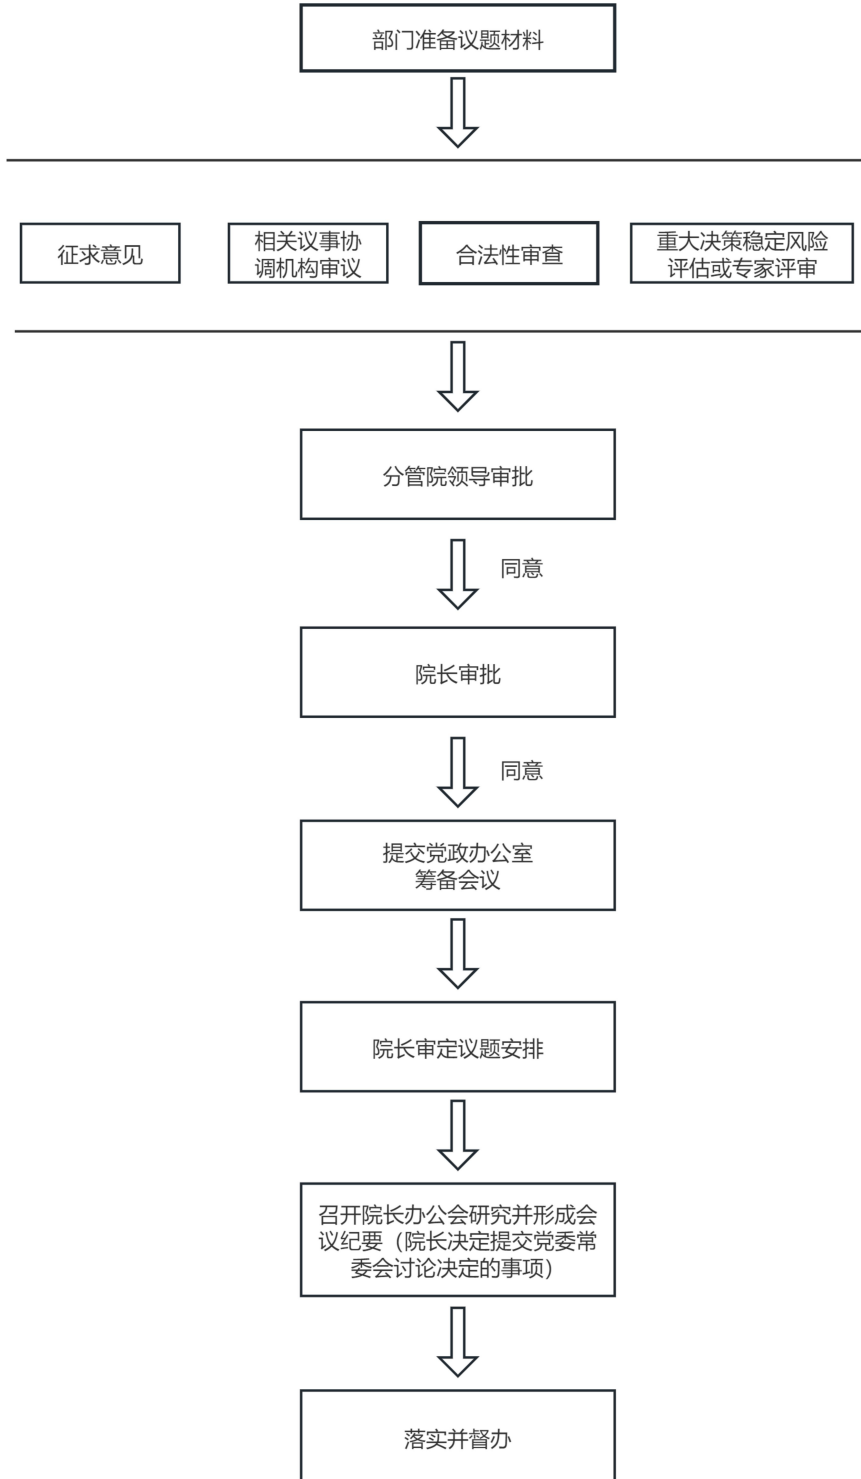 部门准备议题材料
征求意见
相关议事协
调机构审议
合法性审查
重大决策稳定风险
评估或专家评审
分管院领导审批
同意
院长审批
同意
提交党政办公室
筹备会议
院长审定议题安排
召开院长办公会研究并形成会
议纪要（院长决定提交党委常
委会讨论决定的事项）
落实并督办